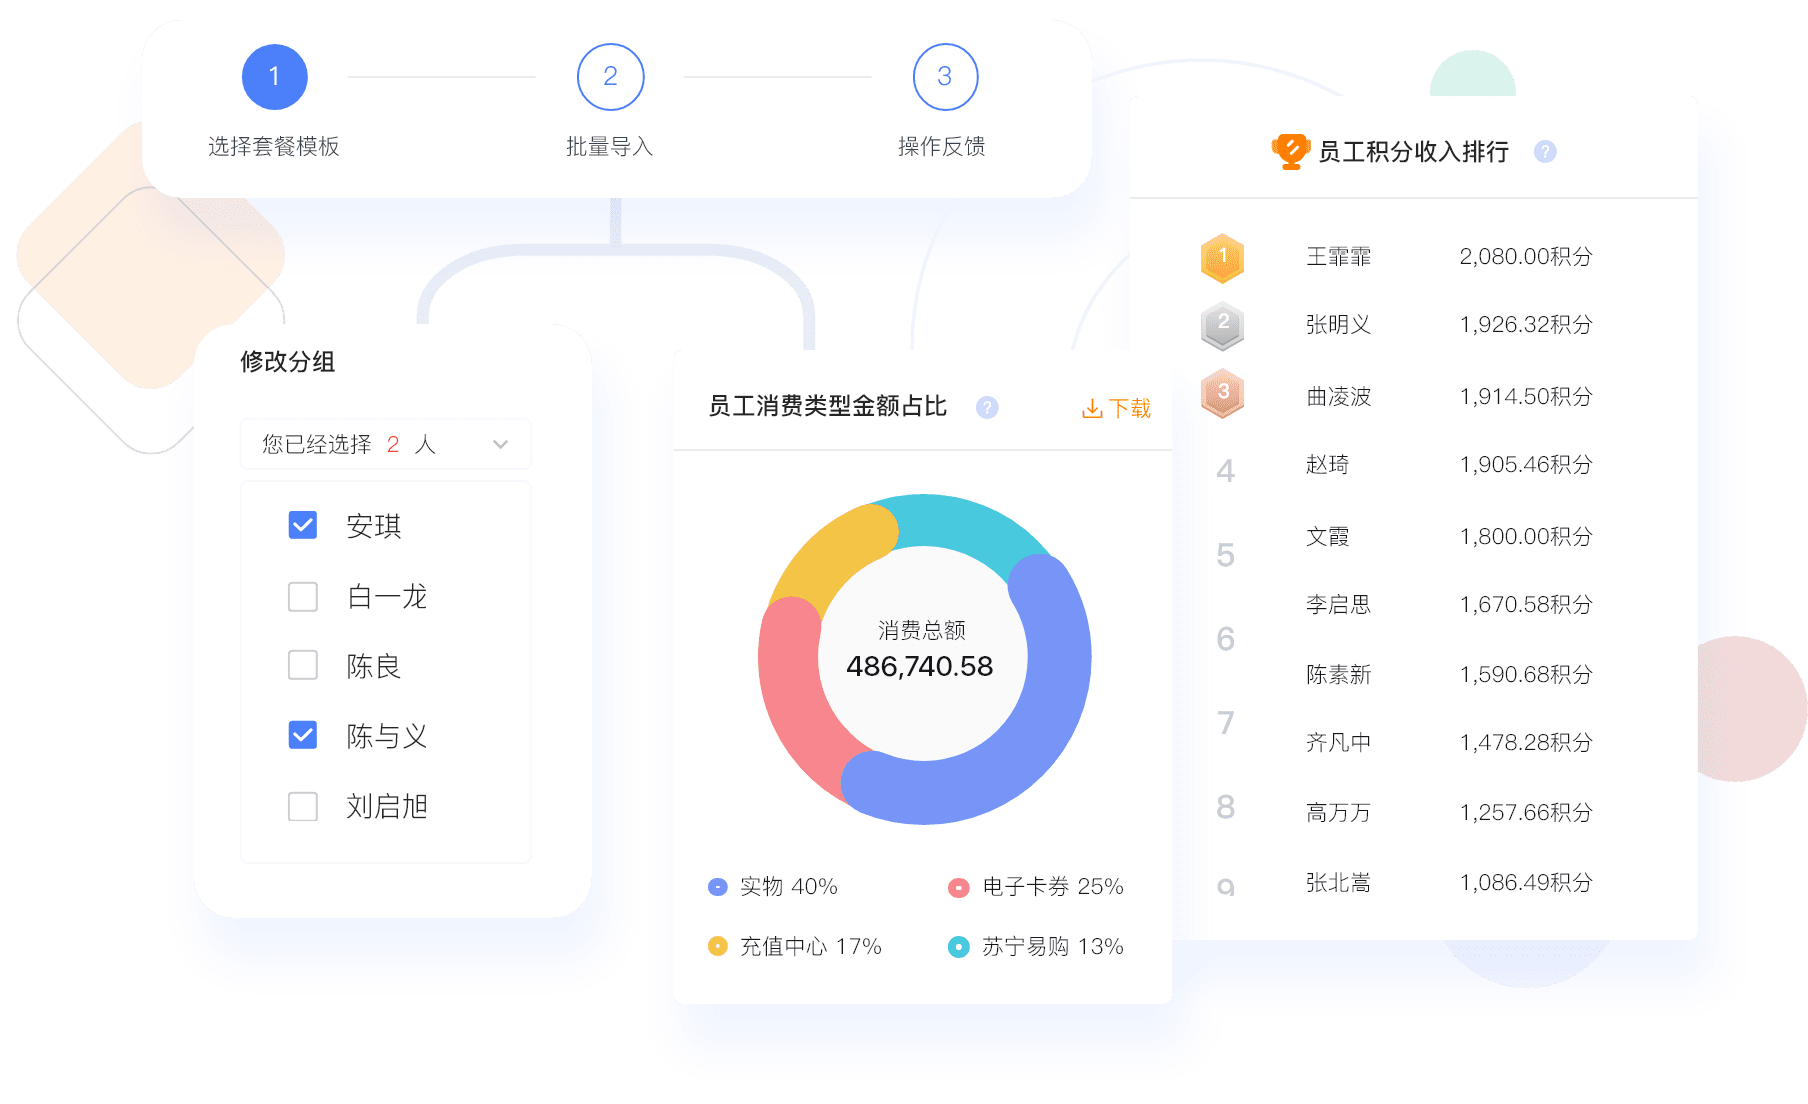 1
2
3
选择套餐模板
批量导入
操作反馈
修改分组
您已经选择 2 人
安琪
白一龙
陈良
陈与义
刘启旭
员工消费类型金额占比 ?
下载
消费总额
486,740.58
实物 40%
电子卡券 25%
充值中心 17%
苏宁易购 13%
员工积分收入排行 ?
1 王霏霏 2,080.00积分
2 张明义 1,926.32积分
3 曲凌波 1,914.50积分
4 赵琦 1,905.46积分
5 文霞 1,800.00积分
6 李启思 1,670.58积分
陈素新 1,590.68积分
7 齐凡中 1,478.28积分
8 高万万 1,257.66积分
9 张北嵩 1,086.49积分